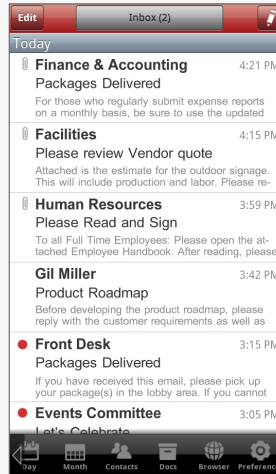 Edit
Inbox (2)
Today
Finance & Accounting 4:21 PM
Packages Delivered
For those who regularly submit expense reports
on a monthly basis, be sure to use the updated
Facilities 4:15 PM
Please review Vendor quote
Attached is the estimate for the outdoor signage.
This will include production and labor. Please re-
Human Resources 3:59 PM
Please Read and Sign
To all Full Time Employees: Please open the at-
tached Employee Handbook. After reading, please
Gil Miller 3:42 PM
Product Roadmap
Before developing the product roadmap, please
reply with the customer requirements as well as
Front Desk 3:15 PM
Packages Delivered
If you have received this email, please pick up
your package(s) in the lobby area. If you cannot
Events Committee 3:05 PM
Let's Celebrate
Day Month Contacts Docs Browser Preferenc